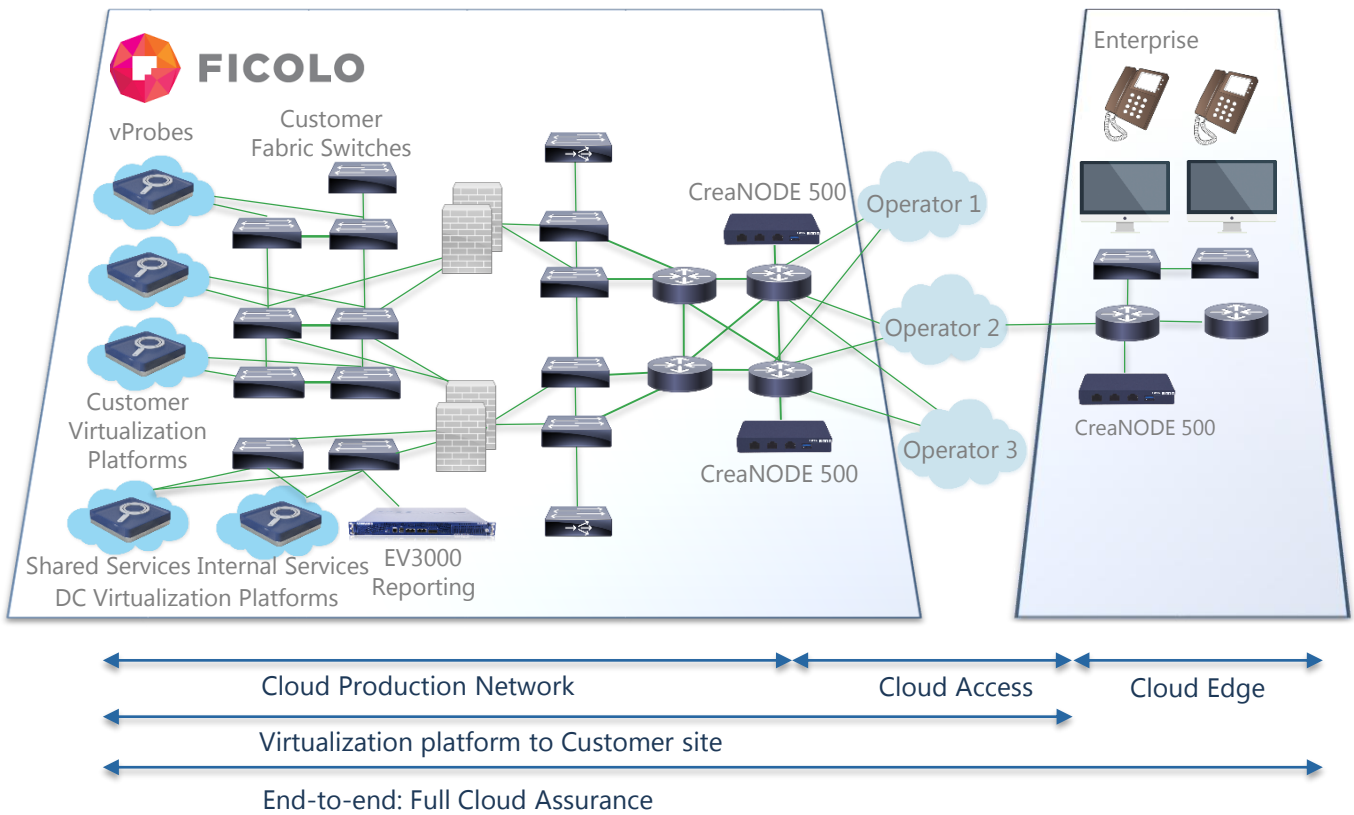 FICOLO
Enterprise
vProbes
Customer
Fabric Switches
CreaNODE 500
Operator 1
Operator 2
Customer
Virtualization
Platforms
CreaNODE 500
Operator 3
CreaNODE 500
Shared Services
Internal Services
DC Virtualization Platforms
EV3000
Reporting
Cloud Production Network
Cloud Access
Cloud Edge
Virtualization platform to Customer site
End-to-end: Full Cloud Assurance